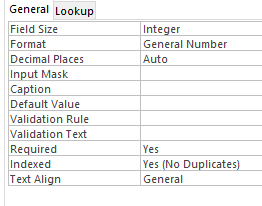 General Lookup
Field Size Integer
Format General Number
Decimal Places Auto
Input Mask
Caption
Default Value
Validation Rule
Validation Text
Required Yes
Indexed Yes (No Duplicates)
Text Align General